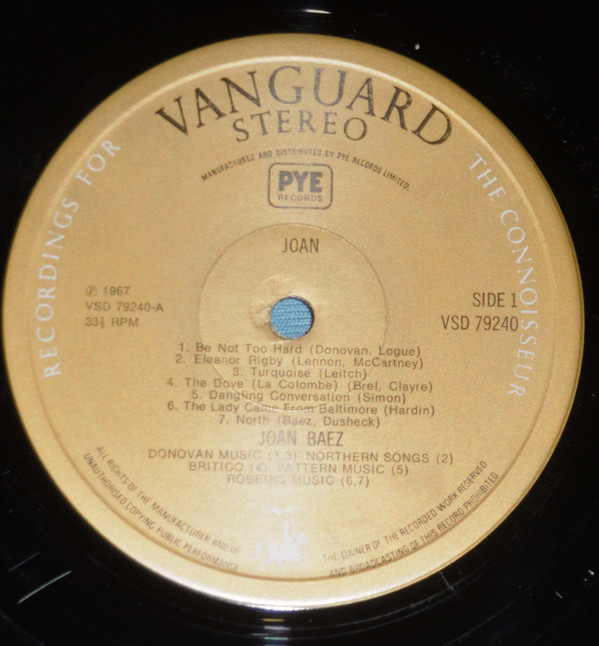 RECORDINGS FOR
THE CONNOISSEUR
VANGUARD
STEREO
MANUFACTURED AND DISTRIBUTED BY PYE RECORDS LIMITED.
PYE
RECORDS
JOAN
℗ 1967
VSD 79240-A
33⅓ RPM
SIDE 1
VSD 79240
1. Be Not Too Hard (Donovan, Logue)
2. Eleanor Rigby (Lennon, McCartney)
3. Turquoise (Leitch)
4. The Dove (La Colombe) (Brel, Clayre)
5. Dangling Conversation (Simon)
6. The Lady Came From Baltimore (Hardin)
7. North (Baez, Dusheck)
JOAN BAEZ
DONOVAN MUSIC (1,3) NORTHERN SONGS (2)
BRITICO (4) PATTERN MUSIC (5)
ROBBINS MUSIC (6,7)
ALL RIGHTS OF THE MANUFACTURER AND OF
THE OWNER OF THE RECORDED WORK RESERVED
UNAUTHORISED COPYING PUBLIC PERFORMANCE
AND BROADCASTING OF THIS RECORD PROHIBITED